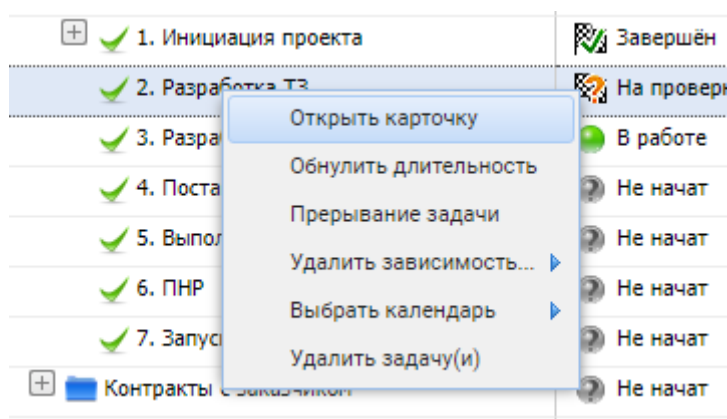 1. Инициация проекта Завершён
2. Разработка ТЗ На проверк
Открыть карточку
3. Разра В работе
Обнулить длительность
4. Поста Не начат
Прерывание задачи
5. Выпол Не начат
Удалить зависимость...
6. ПНР Не начат
Выбрать календарь
7. Запус Не начат
Удалить задачу(и)
Контракты с заказчиком Не начат